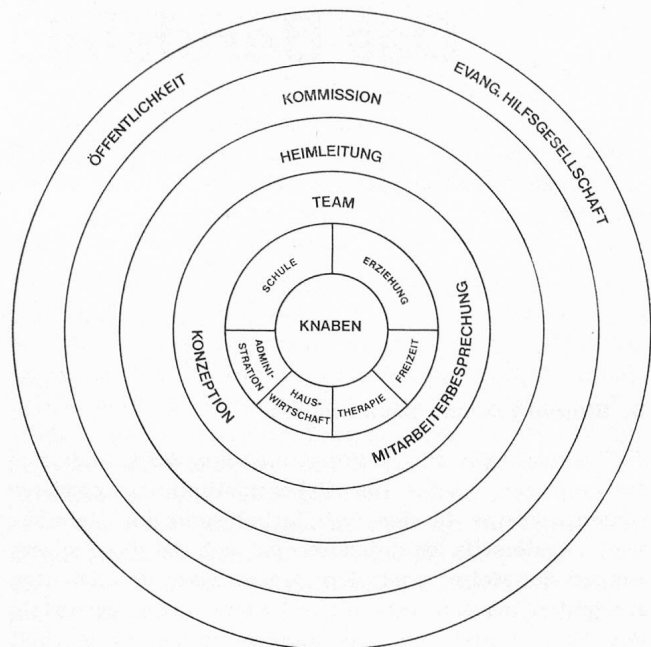 ÖFFENTLICHKEIT
EVANG. HILFSGESELLSCHAFT
KOMMISSION
HEIMLEITUNG
TEAM
KONZEPTION
MITARBEITERBESPRECHUNG
SCHULE
ERZIEHUNG
KNABEN
ADMINI-
STRATION
HAUS-
WIRTSCHAFT
THERAPIE
FREIZEIT